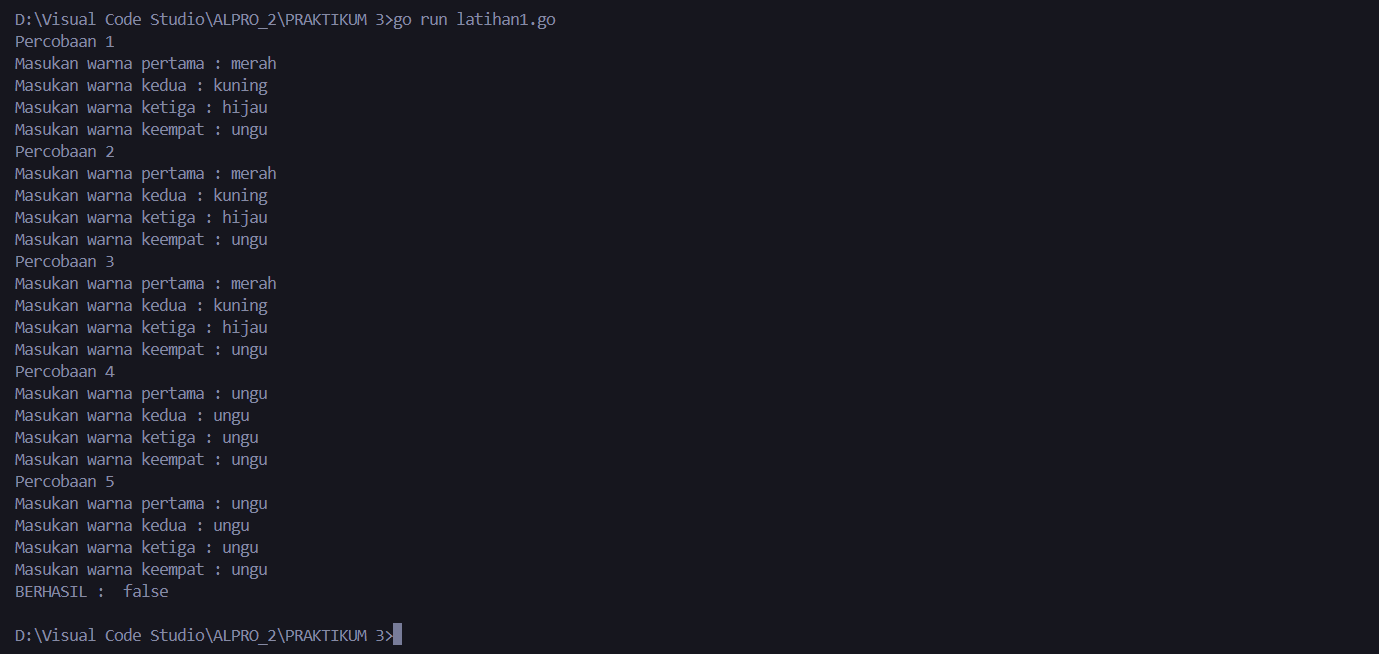 D:\Visual Code Studio\ALPRO_2\PRAKTIKUM 3>go run latihan1.go
Percobaan 1
Masukan warna pertama : merah
Masukan warna kedua : kuning
Masukan warna ketiga : hijau
Masukan warna keempat : ungu
Percobaan 2
Masukan warna pertama : merah
Masukan warna kedua : kuning
Masukan warna ketiga : hijau
Masukan warna keempat : ungu
Percobaan 3
Masukan warna pertama : merah
Masukan warna kedua : kuning
Masukan warna ketiga : hijau
Masukan warna keempat : ungu
Percobaan 4
Masukan warna pertama : ungu
Masukan warna kedua : ungu
Masukan warna ketiga : ungu
Masukan warna keempat : ungu
Percobaan 5
Masukan warna pertama : ungu
Masukan warna kedua : ungu
Masukan warna ketiga : ungu
Masukan warna keempat : ungu
BERHASIL :  false
D:\Visual Code Studio\ALPRO_2\PRAKTIKUM 3>